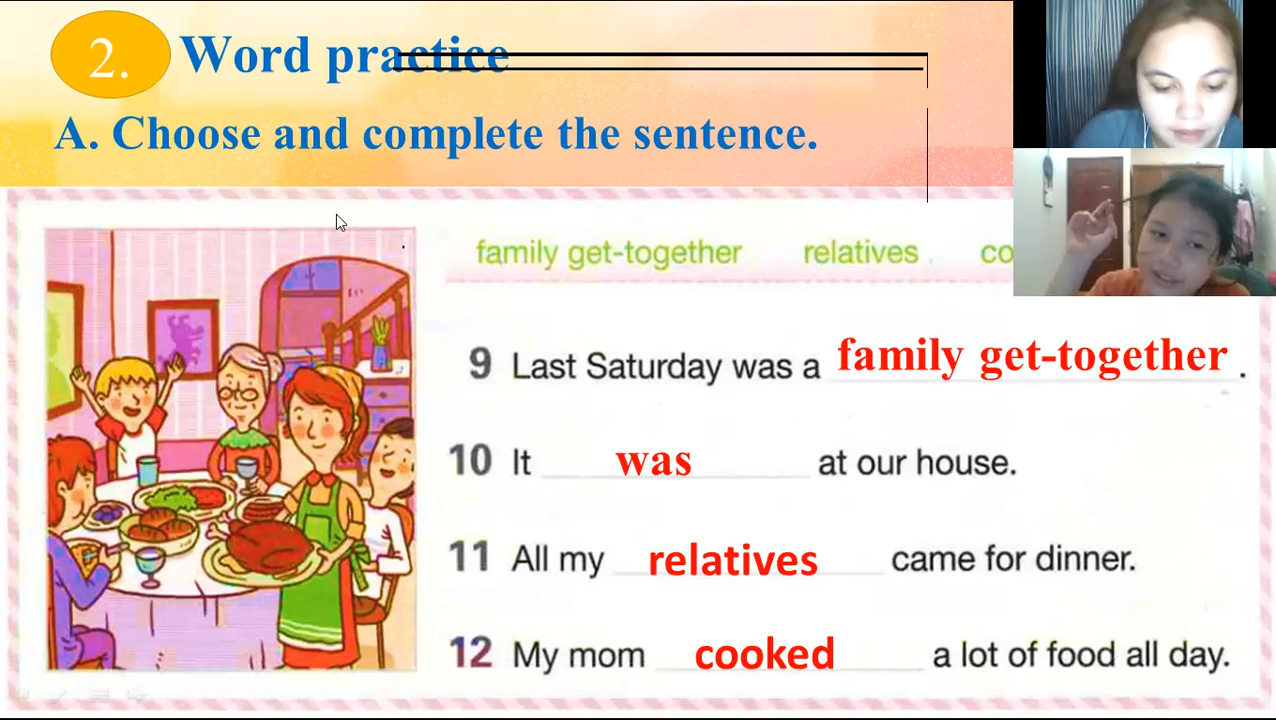 2. Word practice
A. Choose and complete the sentence.
family get-together relatives co
9 Last Saturday was a family get-together.
10 It was at our house.
11 All my relatives came for dinner.
12 My mom cooked a lot of food all day.